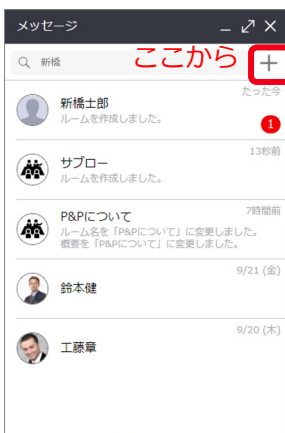 メッセージ
新橋
ここから
たった今
新橋士郎
ルームを作成しました。
1
13秒前
サブロー
ルームを作成しました。
7時間前
P&Pについて
ルーム名を「P&Pについて」に変更しました。
概要を「P&Pについて」に変更しました。
9/21 (金)
鈴本健
9/20 (木)
工藤章